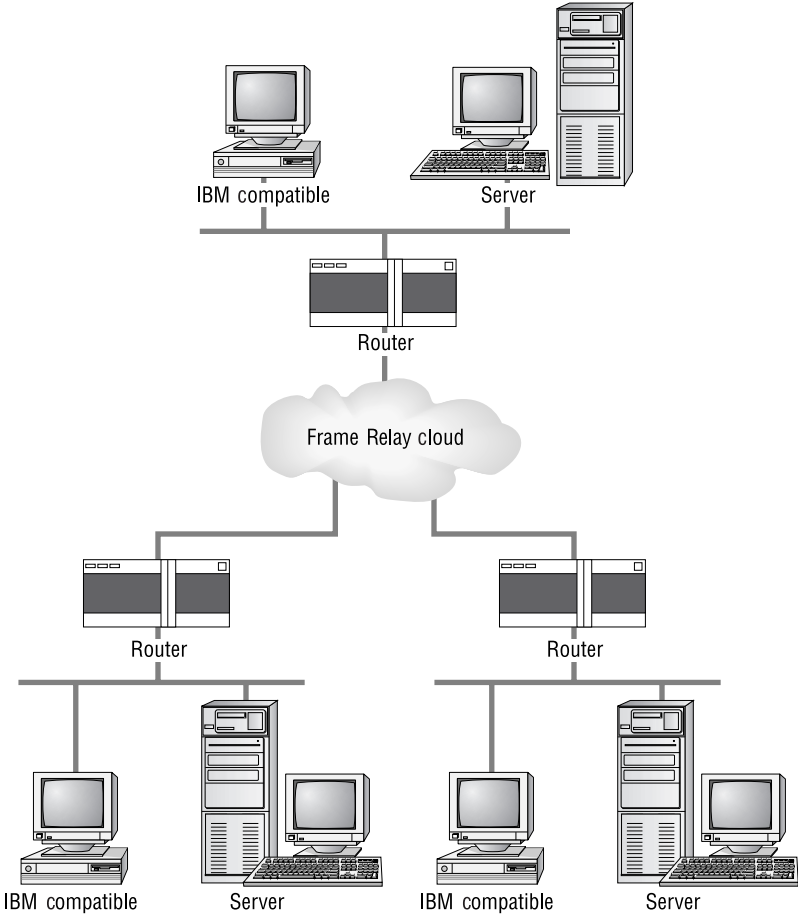 IBM compatible
Server
Router
Frame Relay cloud
Router
Router
IBM compatible
Server
IBM compatible
Server